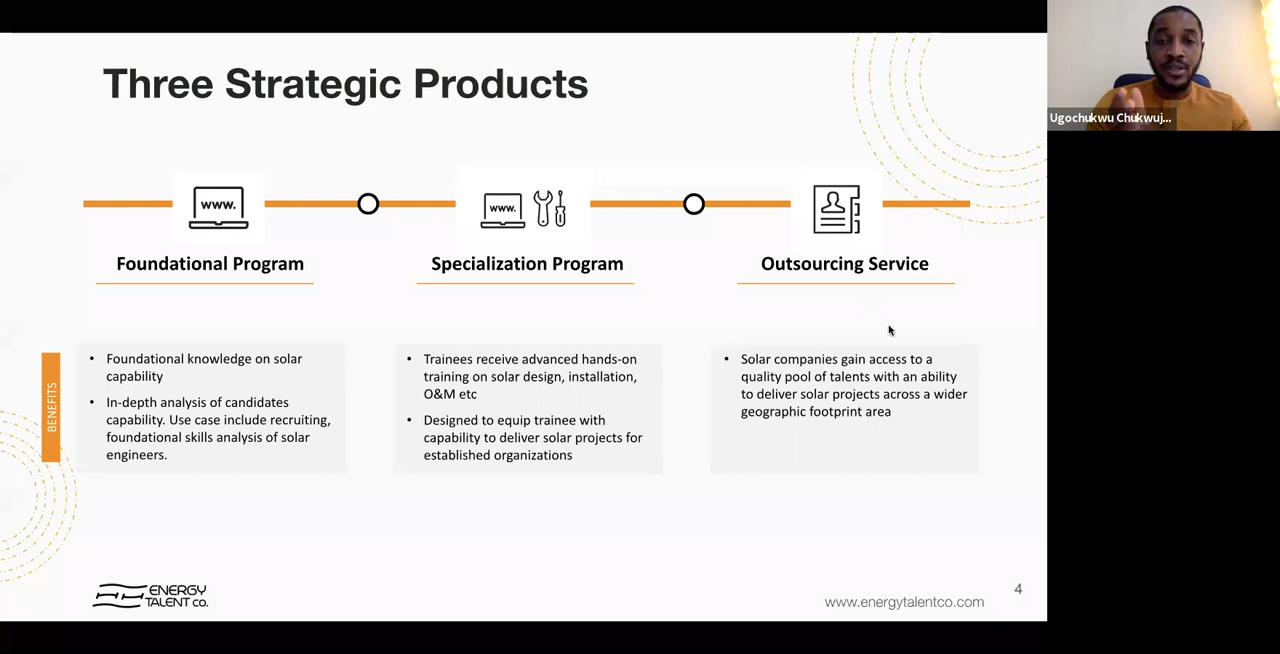 Three Strategic Products
Ugochukwu Chukwuj...
www.
www.
Foundational Program
Specialization Program
Outsourcing Service
BENEFITS
• Foundational knowledge on solar
capability
• In-depth analysis of candidates
capability. Use case include recruiting,
foundational skills analysis of solar
engineers.
• Trainees receive advanced hands-on
training on solar design, installation,
O&M etc
• Designed to equip trainee with
capability to deliver solar projects for
established organizations
• Solar companies gain access to a
quality pool of talents with an ability
to deliver solar projects across a wider
geographic footprint area
ENERGY
TALENT CO.
www.energytalentco.com
4